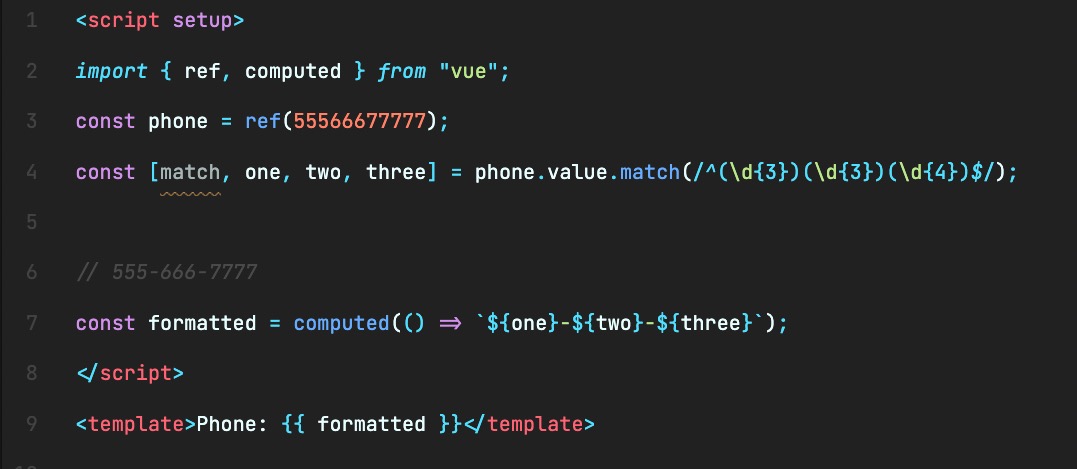 1 <script setup>
2 import { ref, computed } from "vue";
3 const phone = ref(55566677777);
4 const [match, one, two, three] = phone.value.match(/^(\d{3})(\d{3})(\d{4})$/);
5
6 // 555-666-7777
7 const formatted = computed(() => `${one}-${two}-${three}`);
8 </script>
9 <template>Phone: {{ formatted }}</template>